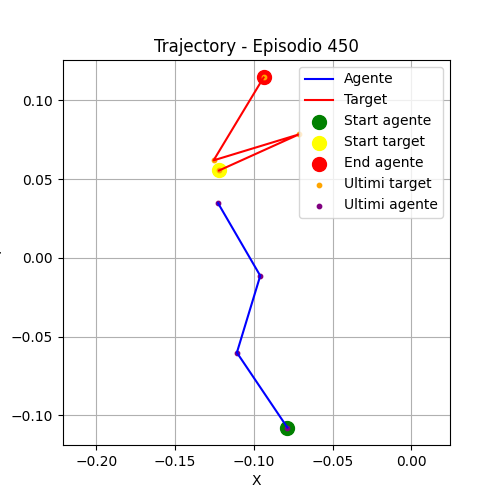 Trajectory - Episodio 450
Agente
Target
Start agente
Start target
End agente
Ultimi target
Ultimi agente
0.10
0.05
0.00
−0.05
−0.10
−0.20
−0.15
−0.10
−0.05
0.00
X